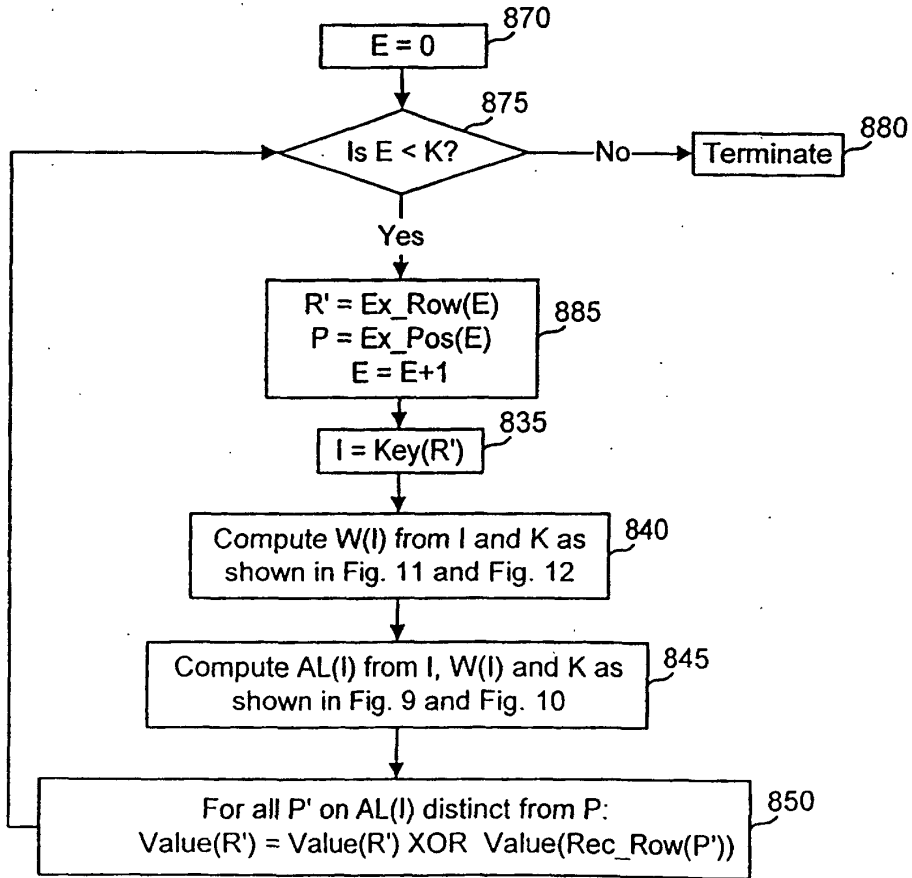 870
E = 0
875
Is E < K?
No
Terminate
880
Yes
R' = Ex_Row(E)
P = Ex_Pos(E)
E = E+1
885
835
I = Key(R')
Compute W(I) from I and K as
shown in Fig. 11 and Fig. 12
840
Compute AL(I) from I, W(I) and K as
shown in Fig. 9 and Fig. 10
845
For all P' on AL(I) distinct from P:
Value(R') = Value(R') XOR Value(Rec_Row(P'))
850